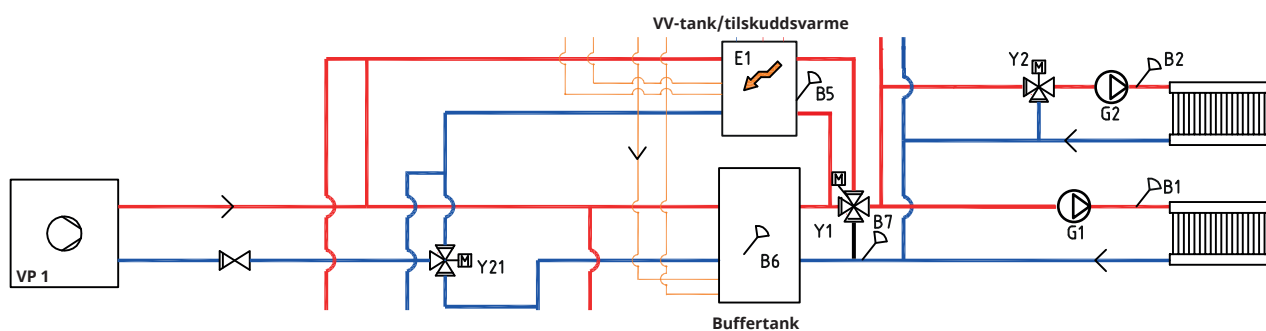 VV-tank/tilskuddsvarme
E1
B5
Y2
M
B2
G2
VP 1
M
Y21
B6
Buffertank
M
Y1
B7
G1
B1